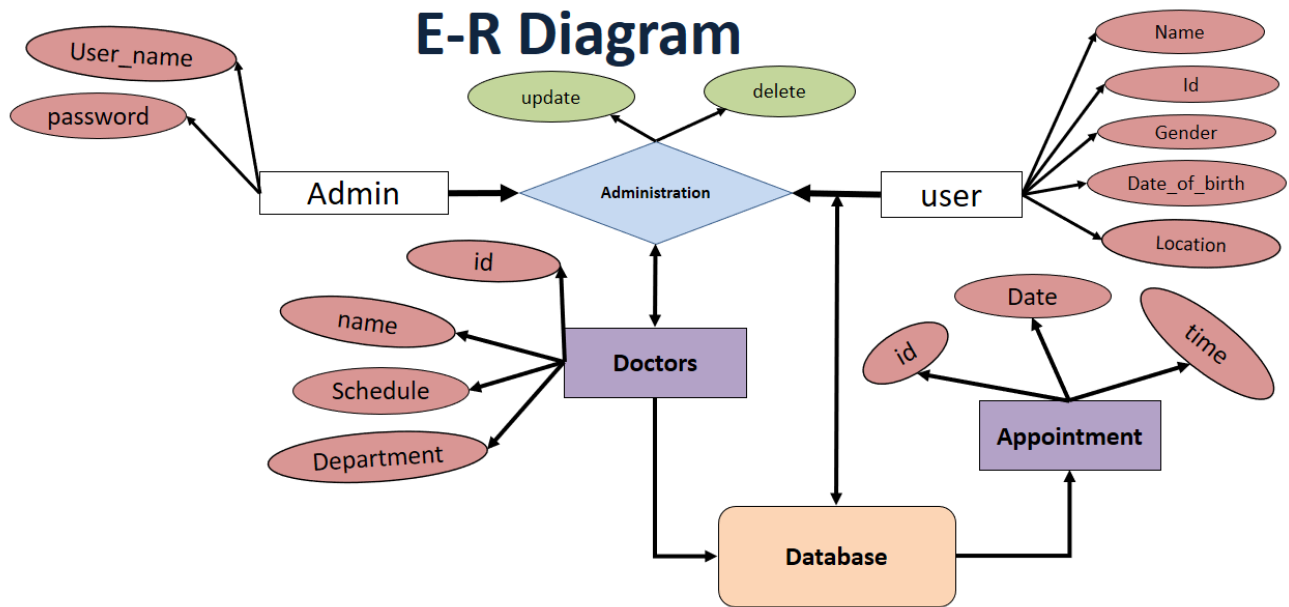 E-R Diagram
User_name
password
update
delete
Name
Id
Gender
Date_of_birth
Location
Admin
Administration
user
id
name
Schedule
Department
Doctors
Date
id
time
Appointment
Database